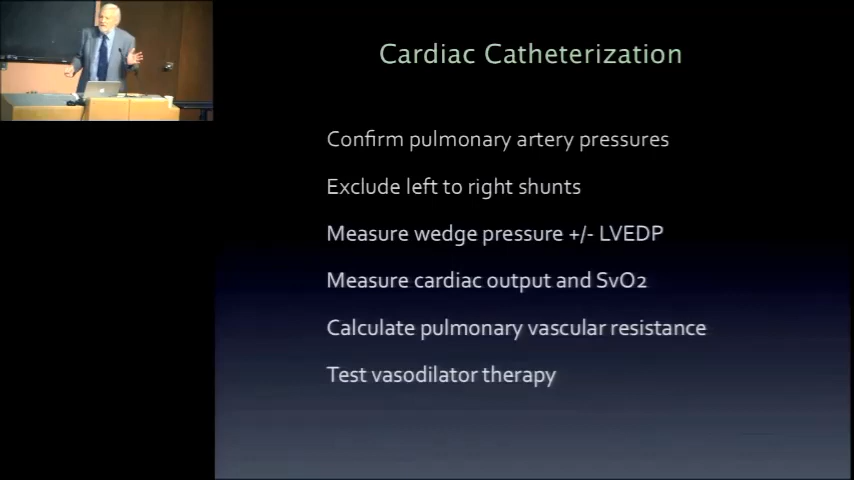 Cardiac Catheterization
Confirm pulmonary artery pressures
Exclude left to right shunts
Measure wedge pressure +/- LVEDP
Measure cardiac output and SvO2
Calculate pulmonary vascular resistance
Test vasodilator therapy